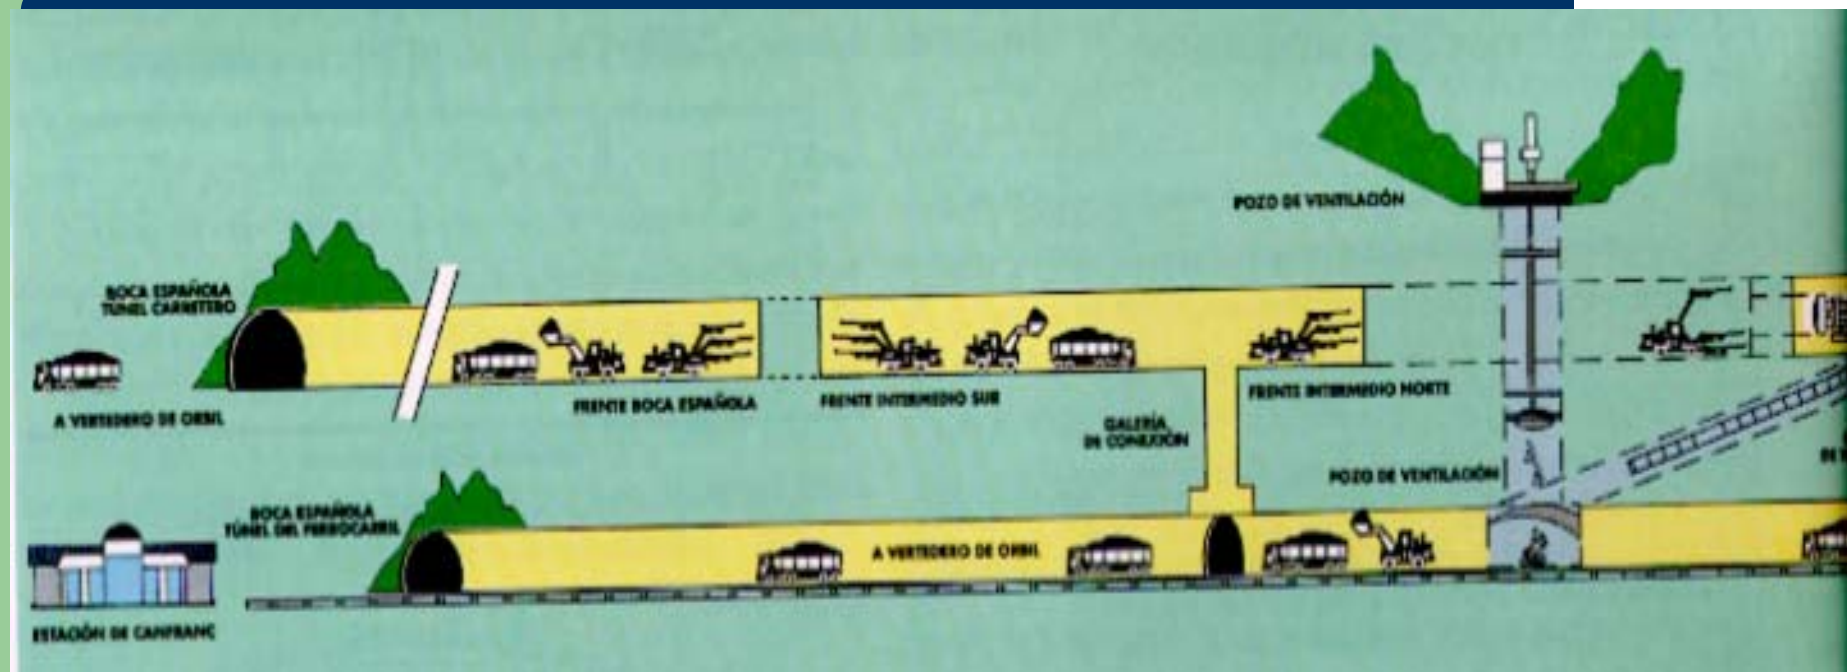 POZO DE VENTILACIÓN
BOCA ESPAÑOLA
TUNEL CARRETERO
A VERTEDERO DE ORBIL
FRENTE BOCA ESPAÑOLA
FRENTE INTERMEDIO SUR
FRENTE INTERMEDIO NORTE
GALERÍA
DE CONEXIÓN
POZO DE VENTILACIÓN
BOCA ESPAÑOLA
TÚNEL DEL FERROCARRIL
A VERTEDERO DE ORBIL
ESTACIÓN DE CANFRANC